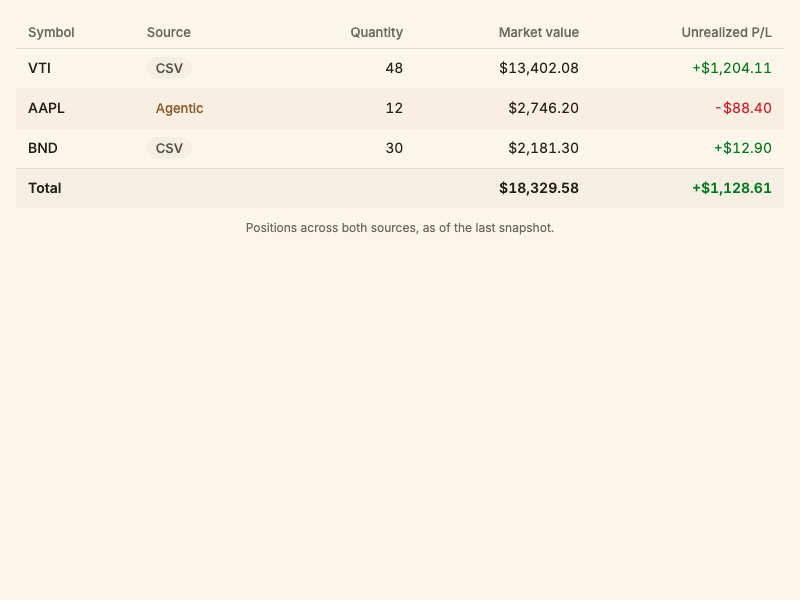 Symbol Source Quantity Market value Unrealized P/L
VTI CSV 48 $13,402.08 +$1,204.11
AAPL Agentic 12 $2,746.20 -$88.40
BND CSV 30 $2,181.30 +$12.90
Total $18,329.58 +$1,128.61
Positions across both sources, as of the last snapshot.